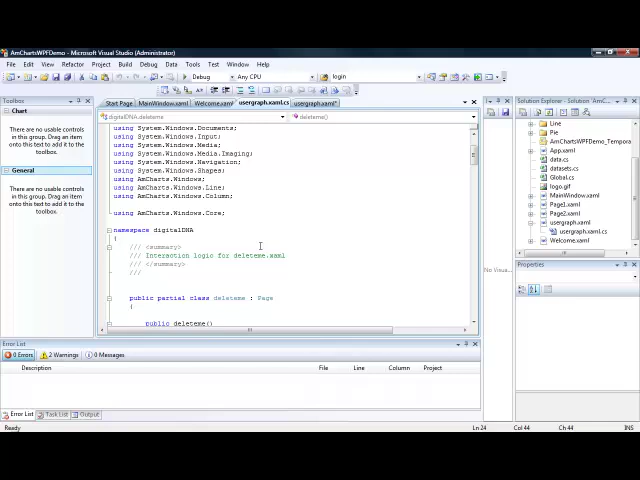 AmChartsWPFDemo - Microsoft Visual Studio (Administrator)
File Edit View Refactor Project Build Debug Data Tools Test Window Help
Debug Any CPU login
Toolbox
Chart
There are no usable controls in this group. Drag an item onto this text to add it to the toolbox.
General
There are no usable controls in this group. Drag an item onto this text to add it to the toolbox.
Start Page MainWindow.xaml Welcome.xaml usergraph.xaml.cs usergraph.xaml*
digitalDNA.deleteme deleteme()
using System.Windows.Documents;
using System.Windows.Input;
using System.Windows.Media;
using System.Windows.Media.Imaging;
using System.Windows.Navigation;
using System.Windows.Shapes;
using AmCharts.Windows;
using AmCharts.Windows.Line;
using AmCharts.Windows.Column;
using AmCharts.Windows.Core;
namespace digitalDNA
{
/// <summary>
/// Interaction logic for deleteme.xaml
/// </summary>
///
public partial class deleteme : Page
{
public deleteme()
No Visual
Solution Explorer - Solution 'AmC...
Line
Pie
AmChartsWPFDemo_Tempora
App.xaml
data.cs
datasets.cs
Global.cs
logo.gif
MainWindow.xaml
Page1.xaml
Page2.xaml
usergraph.xaml
usergraph.xaml.cs
Welcome.xaml
Properties
Error List
0 Errors 2 Warnings 0 Messages
Description File Line Column Project
Error List Task List Output
Ready Ln 24 Col 44 Ch 44 INS